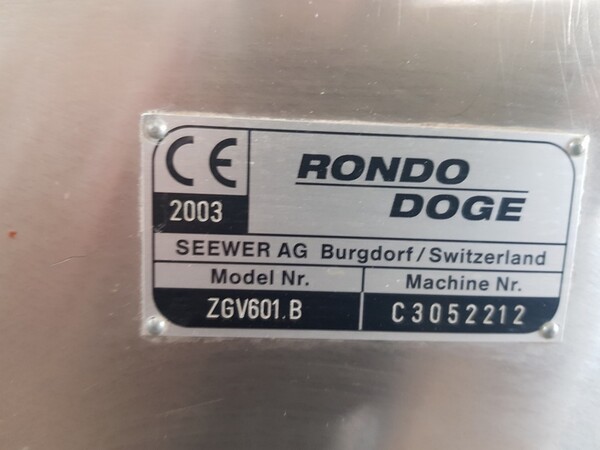 CE
RONDO
2003
DOGE
SEEWER AG Burgdorf/Switzerland
Model Nr. Machine Nr.
ZGV601.B C3052212